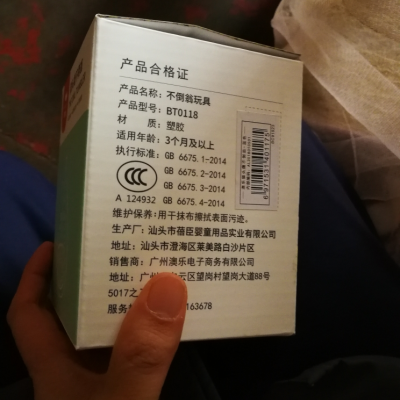 产品合格证
产品名称: 不倒翁玩具
产品型号: BT0118
材 质: 塑胶
适用年龄: 3个月及以上
执行标准: GB 6675.1-2014
GB 6675.2-2014
GB 6675.3-2014
A 124932 GB 6675.4-2014
维护保养: 用干抹布擦拭表面污迹。
生产厂: 汕头市蓓臣婴童用品实业有限公司
地址: 汕头市澄海区莱美路白沙片区
销售商: 广州澳乐电子商务有限公司
地址: 广州 云区望岗村望岗大道88号
5017之
服务 163678